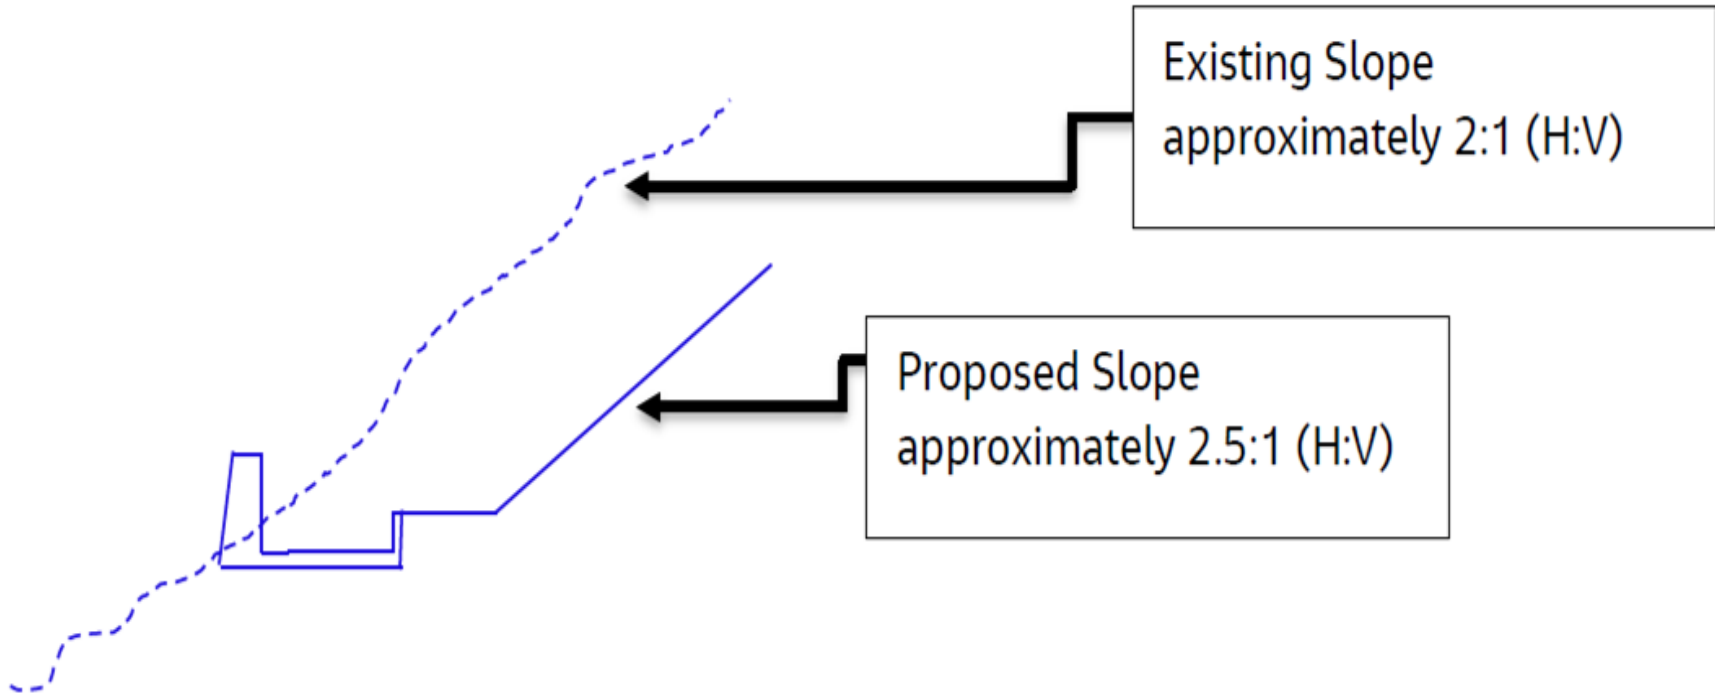 Existing Slope
approximately 2:1 (H:V)
Proposed Slope
approximately 2.5:1 (H:V)